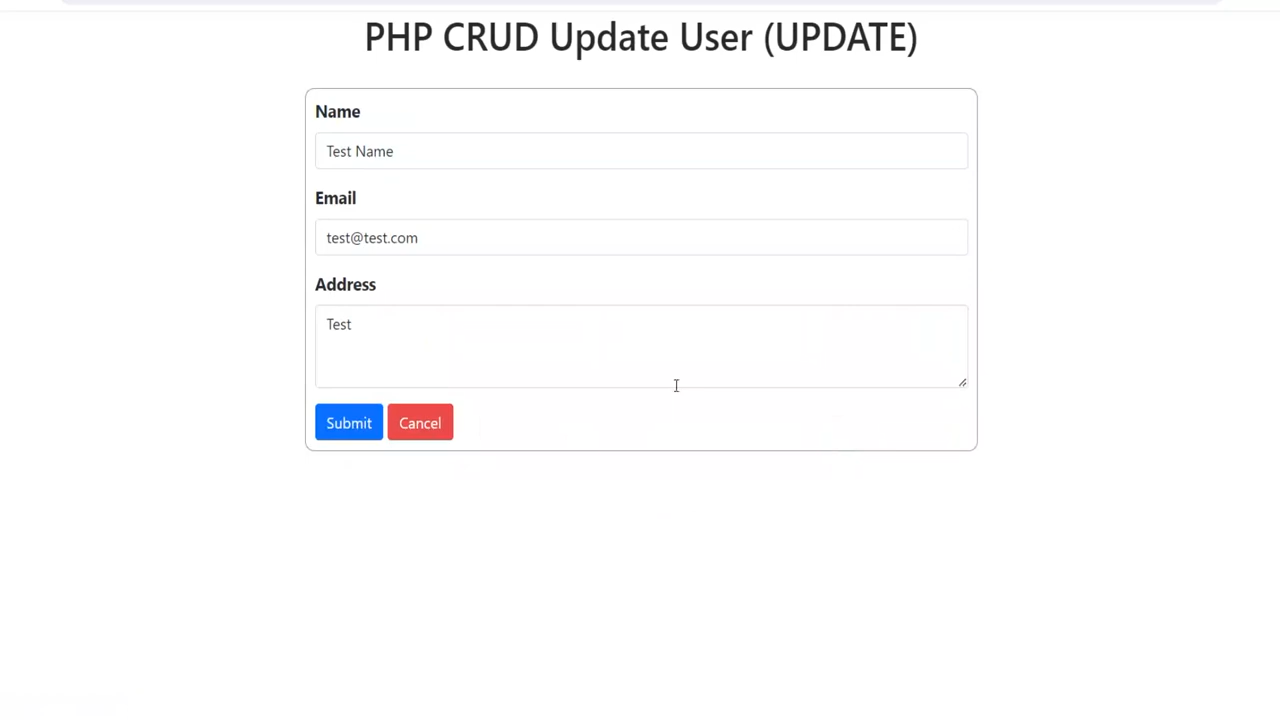 PHP CRUD Update User (UPDATE)
Name
Test Name
Email
test@test.com
Address
Test
Submit Cancel